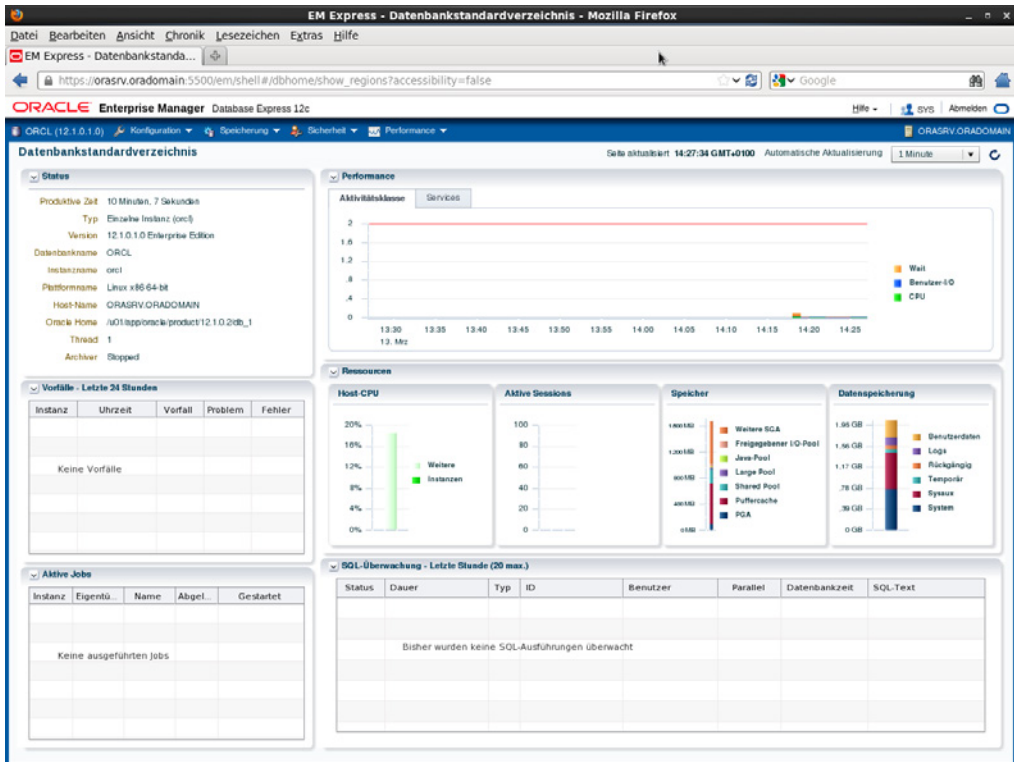 EM Express - Datenbankstandardverzeichnis - Mozilla Firefox
Datei Bearbeiten Ansicht Chronik Lesezeichen Extras Hilfe
EM Express - Datenbankstanda...
https://orasrv.oradomain:5500/em/shell#/dbhome/show_regions?accessibility=false
Google
ORACLE Enterprise Manager Database Express 12c
Hilfe
SYS
Abmelden
ORCL (12.1.0.1.0) Konfiguration Speicherung Sicherheit Performance
ORASRV.ORADOMAIN
Datenbankstandardverzeichnis
Seite aktualisiert 14:27:34 GMT+0100 Automatische Aktualisierung 1 Minute
Status
Produktive Zeit 10 Minuten, 7 Sekunden
Typ Einzelne Instanz (orcl)
Version 12.1.0.1.0 Enterprise Edition
Datenbankname ORCL
Instanzname orcl
Plattformname Linux x86 64-bit
Host-Name ORASRV.ORADOMAIN
Oracle Home /u01/app/oracle/product/12.1.0.2/db_1
Thread 1
Archiver Stopped
Performance
Aktivitätsklasse Services
2
1.6
1.2
.8
.4
0
13:30 13:35 13:40 13:45 13:50 13:55 14:00 14:05 14:10 14:15 14:20 14:25
13. Mrz
Wait
Benutzer-I/O
CPU
Vorfälle - Letzte 24 Stunden
Instanz Uhrzeit Vorfall Problem Fehler
Keine Vorfälle
Ressourcen
Host-CPU
20%
16%
12%
8%
4%
0%
Weitere
Instanzen
Aktive Sessions
100
80
60
40
20
0
Speicher
1.600 MB
1.200 MB
800 MB
400 MB
0 MB
Weitere SGA
Freigegebener I/O-Pool
Java-Pool
Large Pool
Shared Pool
Puffercache
PGA
Datenspeicherung
1.95 GB
1.56 GB
1.17 GB
.78 GB
.39 GB
0 GB
Benutzerdaten
Logs
Rückgängig
Temporär
Sysaux
System
Aktive Jobs
Instanz Eigentü... Name Abgel... Gestartet
Keine ausgeführten Jobs
SQL-Überwachung - Letzte Stunde (20 max.)
Status Dauer Typ ID Benutzer Parallel Datenbankzeit SQL-Text
Bisher wurden keine SQL-Ausführungen überwacht